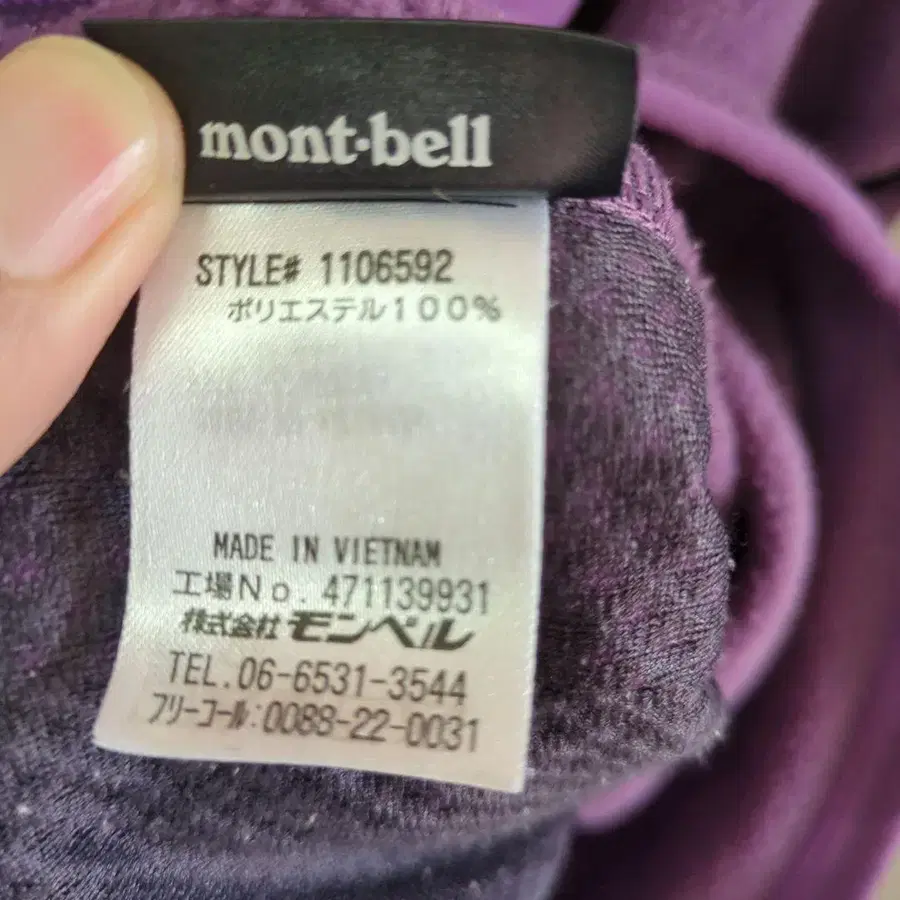 mont-bell
STYLE# 1106592
ポリエステル100%
MADE IN VIETNAM
工場No. 471139931
株式会社 モンベル
TEL.06-6531-3544
フリーコール:0088-22-0031